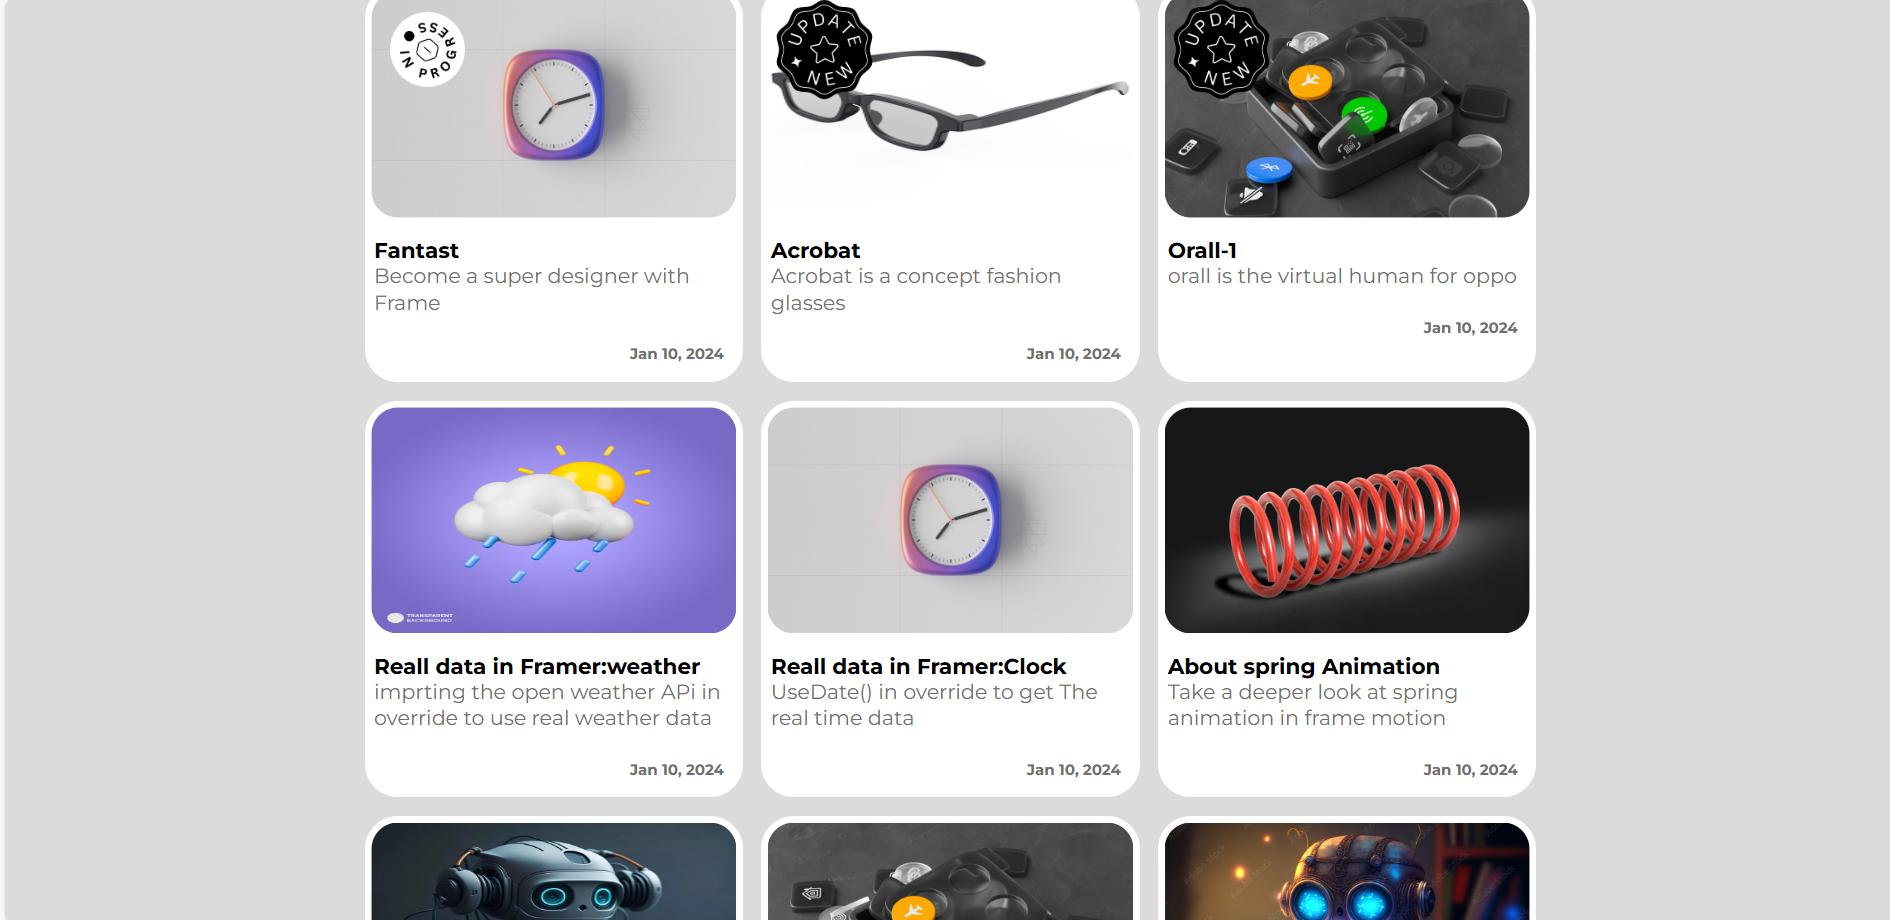 IN PROGRESS
UPDATE
NEW
UPDATE
NEW
Fantast
Become a super designer with
Frame
Jan 10, 2024
Acrobat
Acrobat is a concept fashion
glasses
Jan 10, 2024
Orall-1
orall is the virtual human for oppo
Jan 10, 2024
TRANSPARENT
BACKGROUND
Reall data in Framer:weather
imprting the open weather APi in
override to use real weather data
Jan 10, 2024
Reall data in Framer:Clock
UseDate() in override to get The
real time data
Jan 10, 2024
About spring Animation
Take a deeper look at spring
animation in frame motion
Jan 10, 2024
Adobe Stock